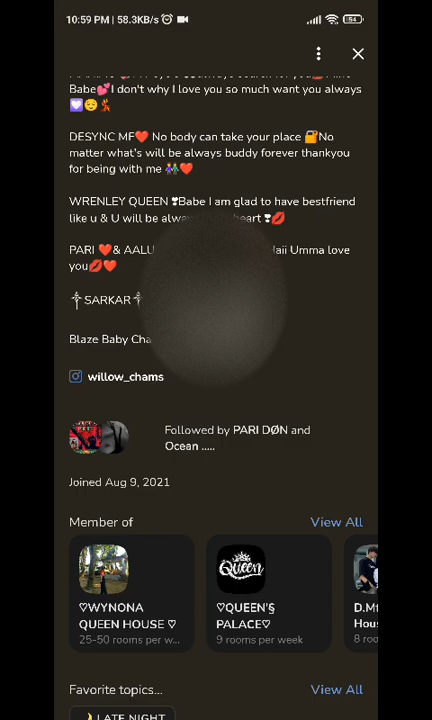 10:59 PM | 58.3KB/s
54
Babe💕I don't why I love you so much want you always
💟😌💃
DESYNC MF❤️ No body can take your place 🔐No
matter what's will be always buddy forever thankyou
for being with me 👫❤️
WRENLEY QUEEN ❣Babe I am glad to have bestfriend
like u & U will be heart ❣💋
PARI ❤️& AALU Umma love
you💋❤️
༒SARKAR༒
Blaze Baby
willow_chams
Followed by PARI DØN and
Ocean .....
Joined Aug 9, 2021
Member of
View All
♡WYNONA
QUEEN HOUSE ♡
25-50 rooms per w...
Queen
♡QUEEN'§
PALACE♡
9 rooms per week
D.Mf
Hous
8 roo
Favorite topics...
View All
🌙LATE NIGHT